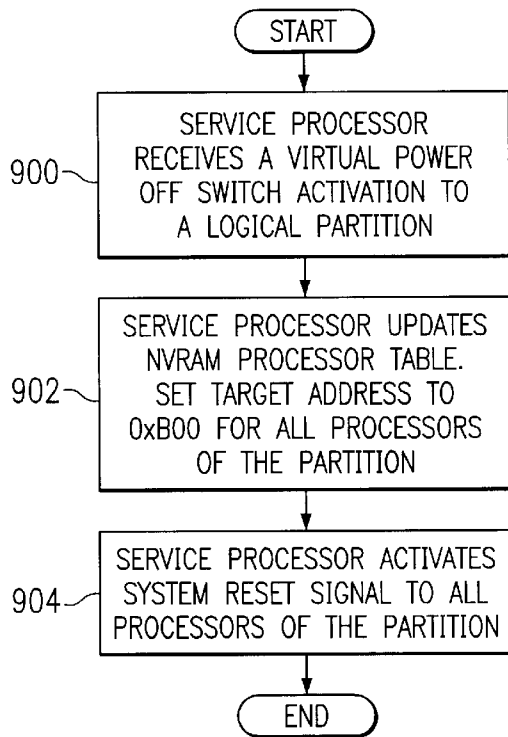 START
900
SERVICE PROCESSOR
RECEIVES A VIRTUAL POWER
OFF SWITCH ACTIVATION TO
A LOGICAL PARTITION
902
SERVICE PROCESSOR UPDATES
NVRAM PROCESSOR TABLE.
SET TARGET ADDRESS TO
0xB00 FOR ALL PROCESSORS
OF THE PARTITION
904
SERVICE PROCESSOR ACTIVATES
SYSTEM RESET SIGNAL TO ALL
PROCESSORS OF THE PARTITION
END